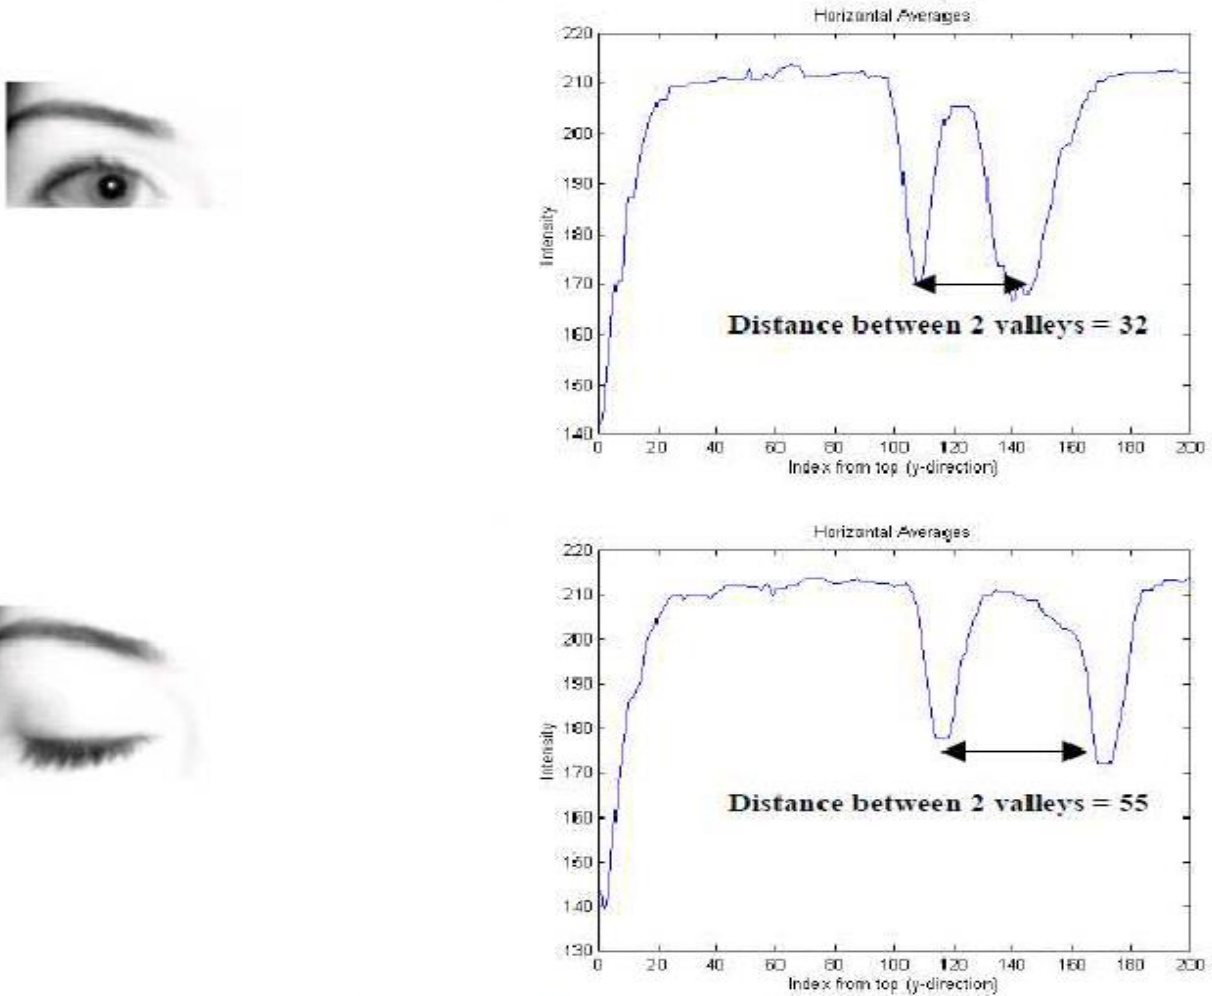 Horizontal Averages
220
210
200
190
180
170
160
150
140
Intensity
Distance between 2 valleys = 32
0 20 40 60 80 100 120 140 160 180 200
Index from top (y-direction)
Horizontal Averages
220
210
200
190
180
170
160
150
140
130
Intensity
Distance between 2 valleys = 55
0 20 40 60 80 100 120 140 160 180 200
Index from top (y-direction)